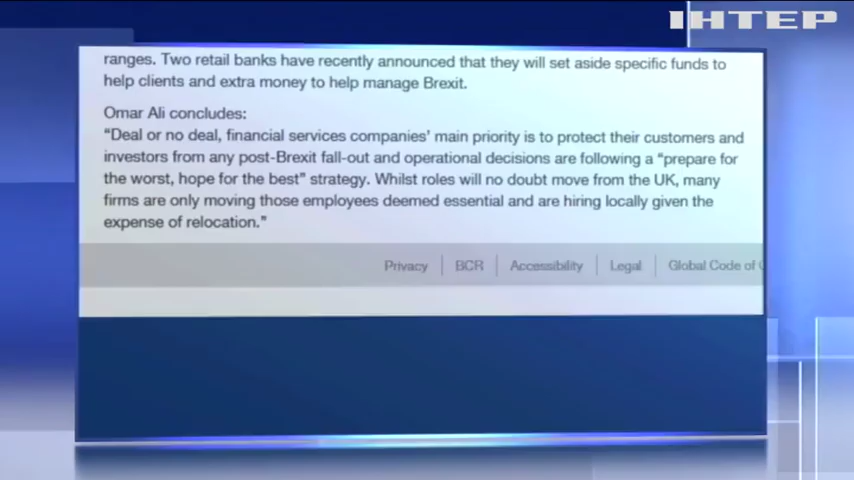 ІНТЕР
ranges. Two retail banks have recently announced that they will set aside specific funds to
help clients and extra money to help manage Brexit.
Omar Ali concludes:
“Deal or no deal, financial services companies’ main priority is to protect their customers and
investors from any post-Brexit fall-out and operational decisions are following a “prepare for
the worst, hope for the best” strategy. Whilst roles will no doubt move from the UK, many
firms are only moving those employees deemed essential and are hiring locally given the
expense of relocation.”
Privacy | BCR | Accessibility | Legal | Global Code of